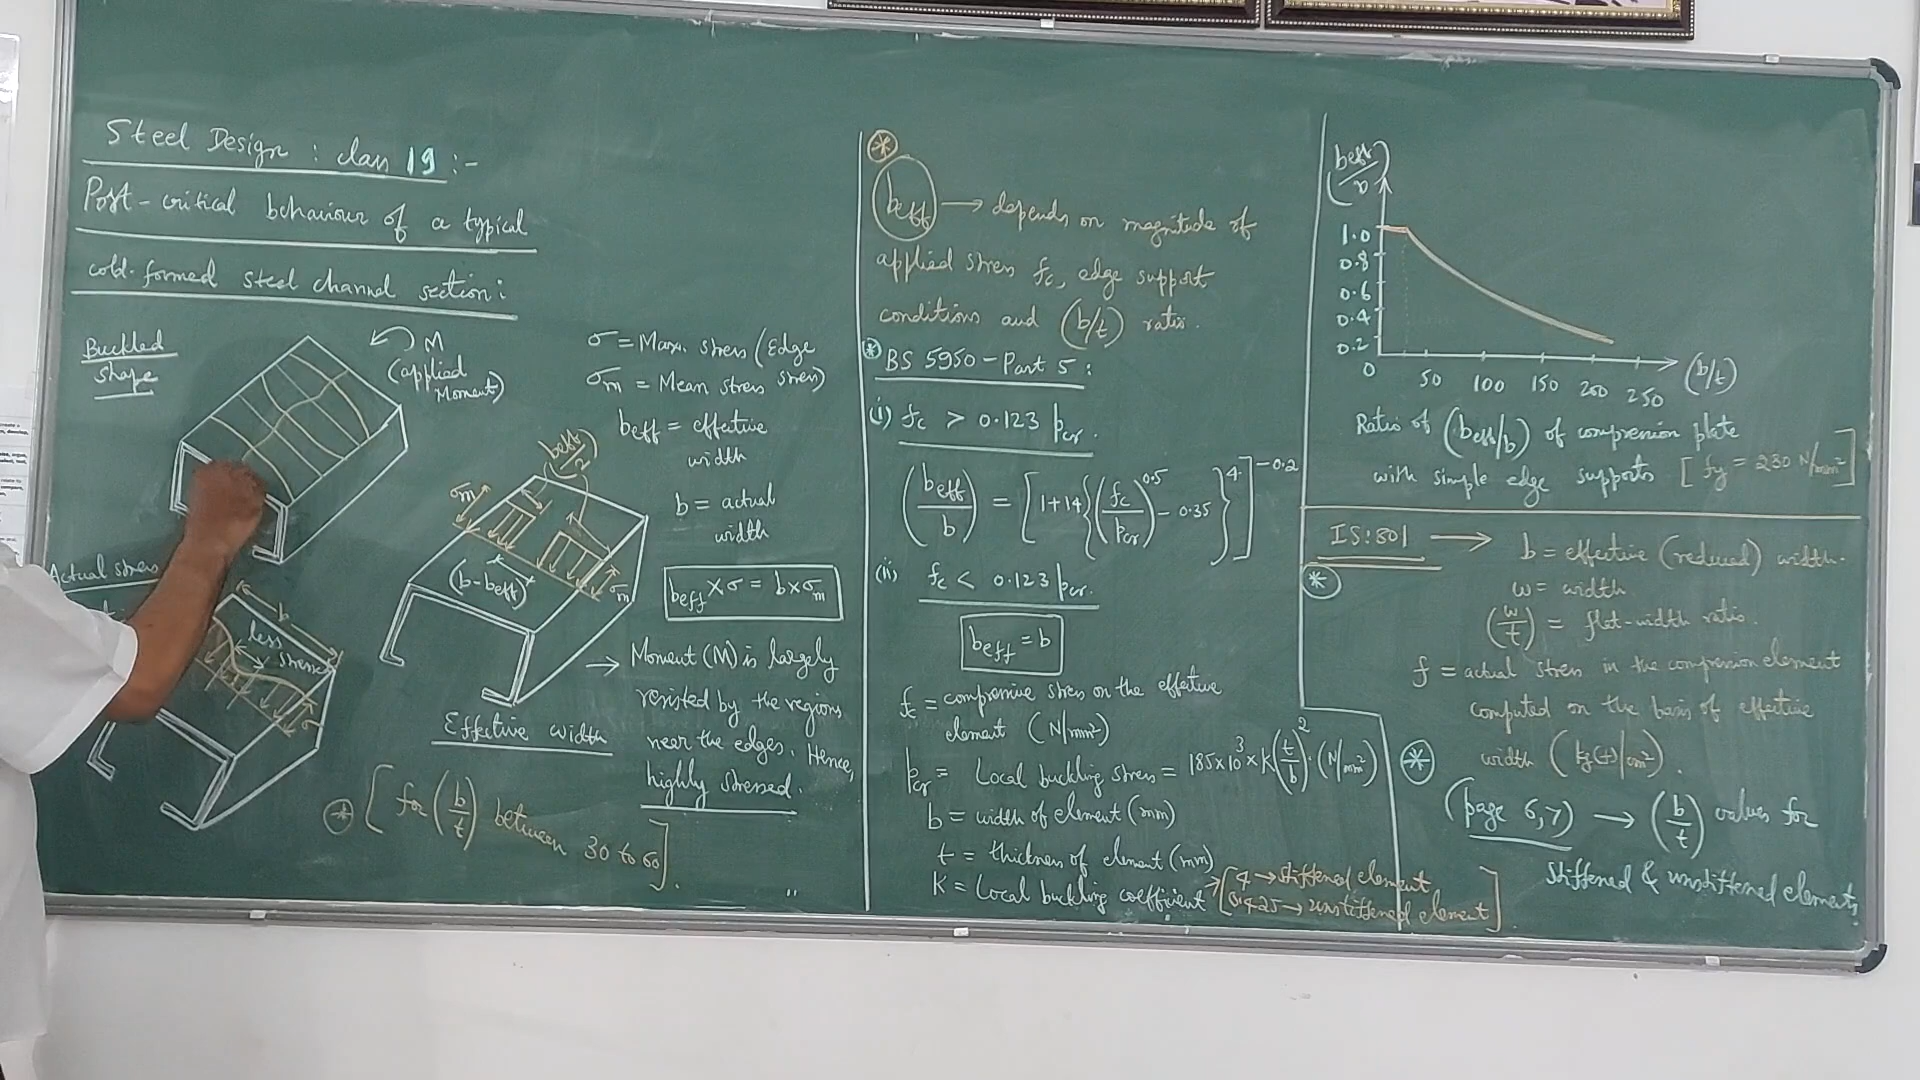 Steel Design : class 19 :-
Post-critical behaviour of a typical
cold-formed steel channel section:
Buckled
shape
M
(applied
Moment)
σ = Max. stress (Edge
stress)
σm = Mean stress
beff = effective
width
b = actual
width
beff/2
σm
(b-beff)
σm
beff × σ = b × σm
Actual stress
b
less
stressed
σ
Effective width
→ Moment (M) is largely
resisted by the regions
near the edges. Hence,
highly stressed.
* [for (b/t) between 30 to 60].
*
beff → depends on magnitude of
applied stress fc, edge support
conditions and (b/t) ratio.
* BS 5950 - Part 5 :
(i) fc > 0.123 pcr.
(beff/b) = [1+14{(fc/pcr)^0.5 - 0.35}^4]^-0.2
(ii) fc < 0.123 pcr.
beff = b
fc = compressive stress on the effective
element (N/mm²)
pcr = Local buckling stress = 185×10³×K(t/b)². (N/mm²)
b = width of element (mm)
t = thickness of element (mm)
K = Local buckling coefficient → [4 → stiffened element
0.425 → unstiffened element]
(beff/b)
1.0
0.8
0.6
0.4
0.2
0 50 100 150 200 250 (b/t)
Ratio of (beff/b) of compression plate
with simple edge supports [fy = 280 N/mm²]
IS:801 → b = effective (reduced) width.
*
w = width
(w/t) = flat-width ratio.
f = actual stress in the compression element
computed on the basis of effective
width (kg(f)/cm²).
*
(page 6,7) → (b/t) values for
stiffened & unstiffened elements